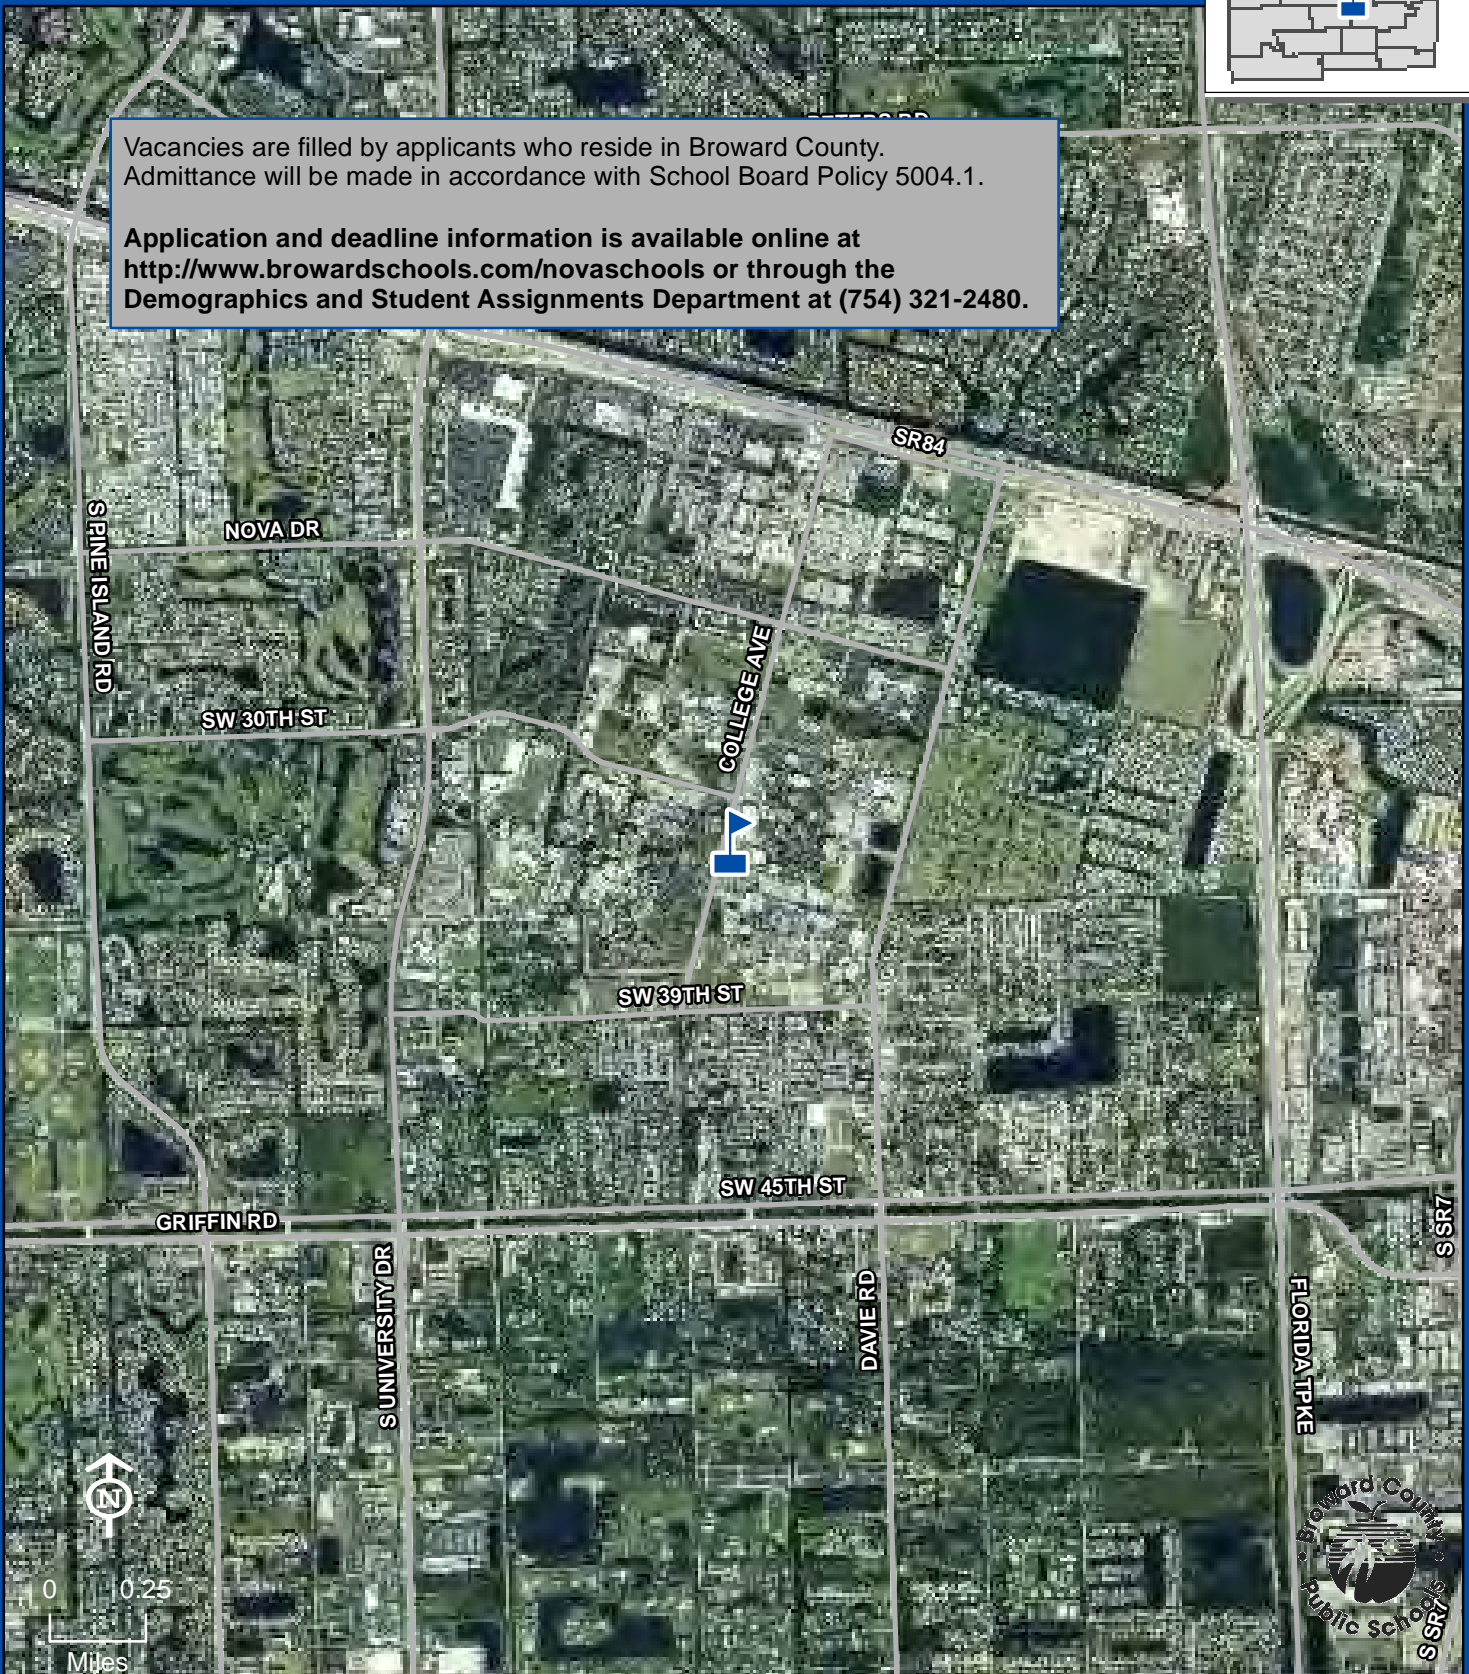 PETERS RD
Vacancies are filled by applicants who reside in Broward County.
Admittance will be made in accordance with School Board Policy 5004.1.
Application and deadline information is available online at
http://www.browardschools.com/novaschools or through the
Demographics and Student Assignments Department at (754) 321-2480.
SR84
S PINE ISLAND RD
NOVA DR
COLLEGE AVE
SW 30TH ST
SW 39TH ST
SW 45TH ST
GRIFFIN RD
S SR7
S UNIVERSITY DR
DAVIE RD
FLORIDA TPKE
N
Broward County
Public Schools
S SR7
0 0.25
Miles